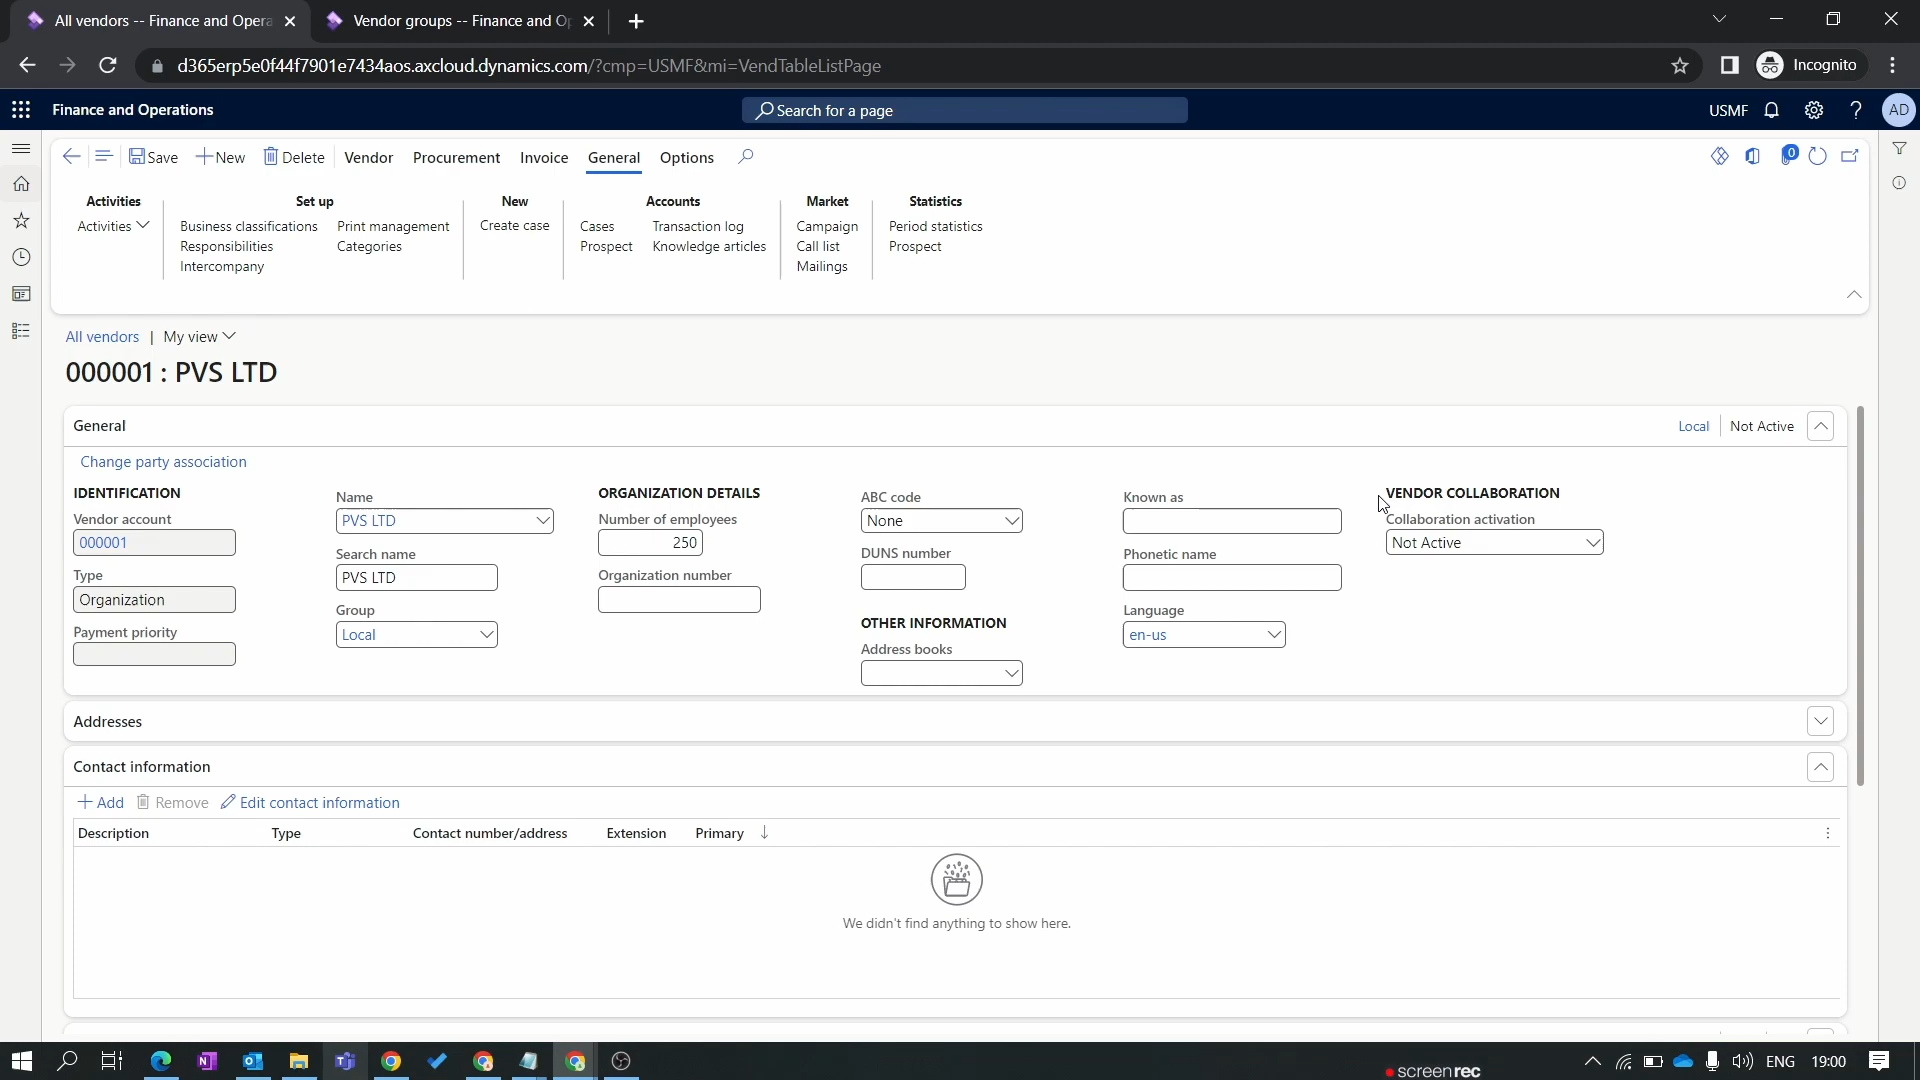 All vendors -- Finance and Opera
Vendor groups -- Finance and Op
d365erp5e0f44f7901e7434aos.axcloud.dynamics.com/?cmp=USMF&mi=VendTableListPage
Incognito
Finance and Operations
Search for a page
USMF
AD
Save New Delete Vendor Procurement Invoice General Options
0
Activities Set up New Accounts Market Statistics
Activities Business classifications Print management Create case Cases Transaction log Campaign Period statistics
Responsibilities Categories Prospect Knowledge articles Call list Prospect
Intercompany Mailings
All vendors | My view
000001 : PVS LTD
General Local Not Active
Change party association
IDENTIFICATION
Vendor account
000001
Type
Organization
Payment priority
Name
PVS LTD
Search name
PVS LTD
Group
Local
ORGANIZATION DETAILS
Number of employees
250
Organization number
ABC code
None
DUNS number
OTHER INFORMATION
Address books
Known as
Phonetic name
Language
en-us
VENDOR COLLABORATION
Collaboration activation
Not Active
Addresses
Contact information
Add Remove Edit contact information
Description Type Contact number/address Extension Primary
We didn't find anything to show here.
screenrec
ENG 19:00